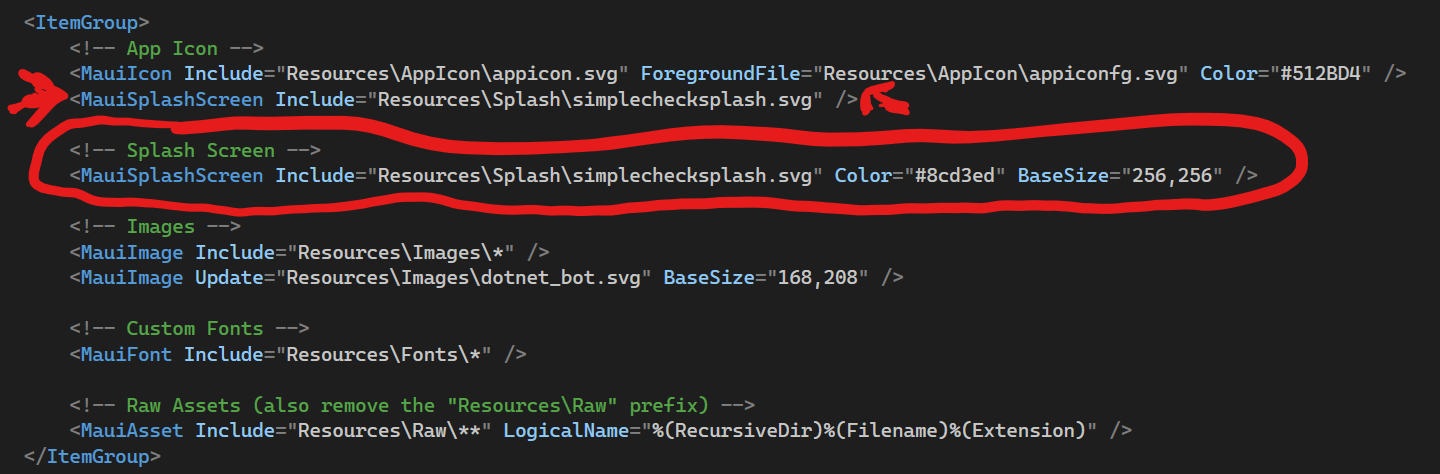 <ItemGroup>
<!-- App Icon -->
<MauiIcon Include="Resources\AppIcon\appicon.svg" ForegroundFile="Resources\AppIcon\appiconfg.svg" Color="#512BD4" />
<MauiSplashScreen Include="Resources\Splash\simplechecksplash.svg" />
<!-- Splash Screen -->
<MauiSplashScreen Include="Resources\Splash\simplechecksplash.svg" Color="#8cd3ed" BaseSize="256,256" />
<!-- Images -->
<MauiImage Include="Resources\Images\*" />
<MauiImage Update="Resources\Images\dotnet_bot.svg" BaseSize="168,208" />
<!-- Custom Fonts -->
<MauiFont Include="Resources\Fonts\*" />
<!-- Raw Assets (also remove the "Resources\Raw" prefix) -->
<MauiAsset Include="Resources\Raw\**" LogicalName="%(RecursiveDir)%(Filename)%(Extension)" />
</ItemGroup>